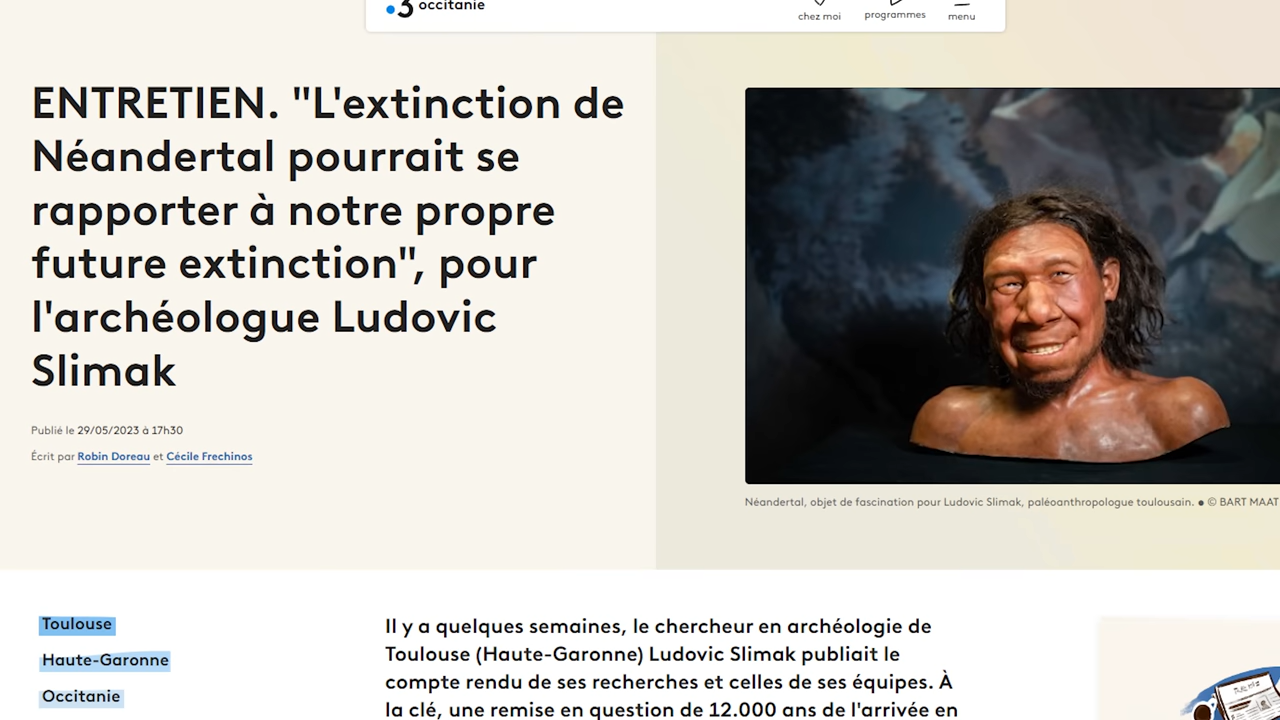 3 occitanie
chez moi
programmes
menu
ENTRETIEN. "L'extinction de
Néandertal pourrait se
rapporter à notre propre
future extinction", pour
l'archéologue Ludovic
Slimak
Publié le 29/05/2023 à 17h30
Écrit par Robin Doreau et Cécile Frechinos
Néandertal, objet de fascination pour Ludovic Slimak, paléoanthropologue toulousain. • © BART MAAT
Toulouse
Haute-Garonne
Occitanie
Il y a quelques semaines, le chercheur en archéologie de
Toulouse (Haute-Garonne) Ludovic Slimak publiait le
compte rendu de ses recherches et celles de ses équipes. À
la clé, une remise en question de 12.000 ans de l'arrivée en